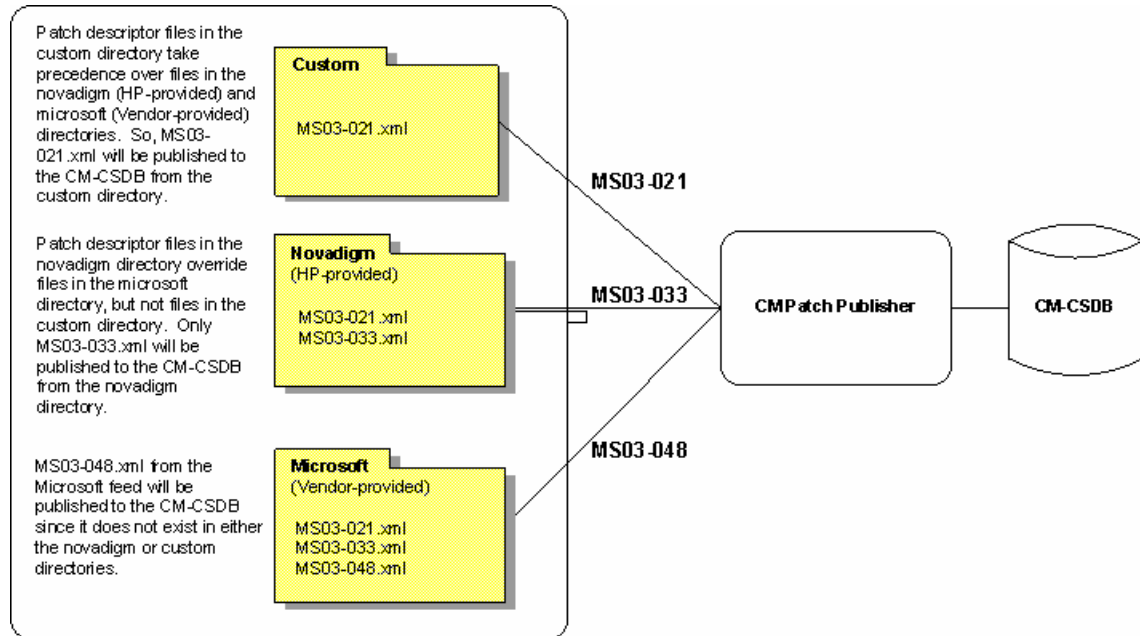 Patch descriptor files in the
custom directory take
precedence over files in the
novadigm (HP-provided) and
microsoft (Vendor-provided)
directories. So, MS03-
021.xml will be published to
the CM-CSDB from the
custom directory.
Custom
MS03-021.xml
MS03-021
Patch descriptor files in the
novadigm directory override
files in the microsoft
directory, but not files in the
custom directory. Only
MS03-033.xml will be
published to the CM-CSDB
from the novadigm
directory.
Novadigm
(HP-provided)
MS03-021.xml
MS03-033.xml
MS03-033
CM Patch Publisher
CM-CSDB
MS03-048.xml from the
Microsoft feed will be
published to the CM-CSDB
since it does not exist in either
the novadigm or custom
directories.
Microsoft
(Vendor-provided)
MS03-021.xml
MS03-033.xml
MS03-048.xml
MS03-048